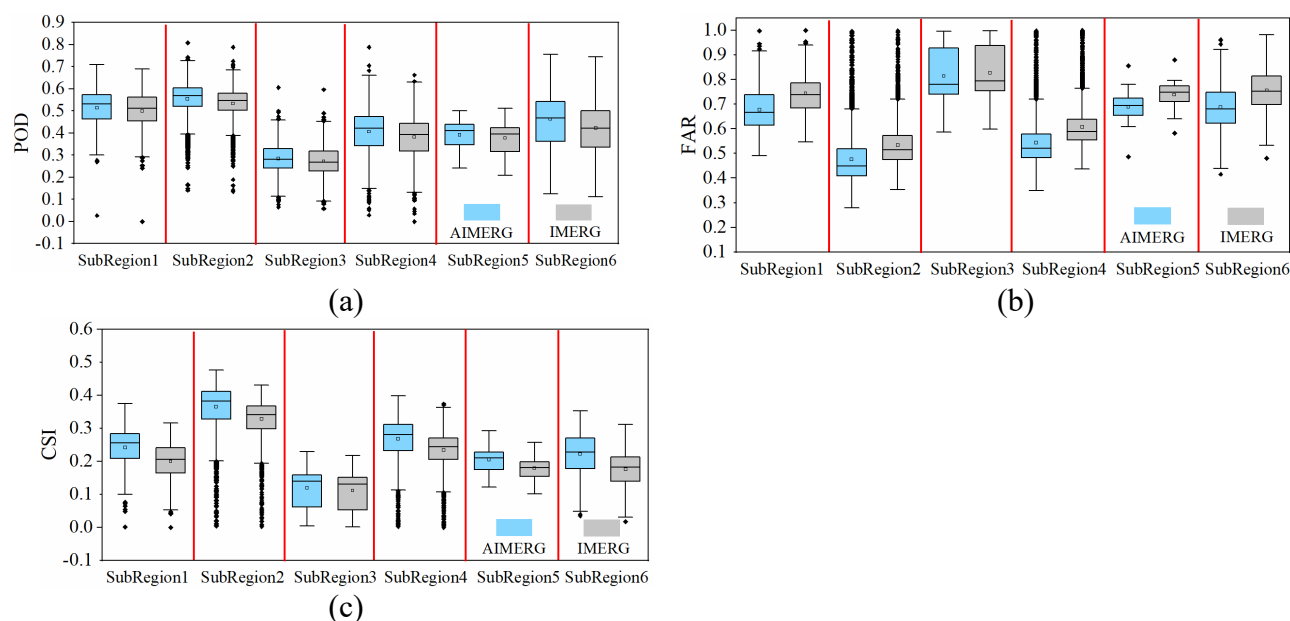 (a)
0.9
0.8
0.7
0.6
0.5
0.4
0.3
0.2
0.1
0.0
-0.1
POD
AIMERG
IMERG
SubRegion1 SubRegion2 SubRegion3 SubRegion4 SubRegion5 SubRegion6
(a)
(b)
1.0
0.9
0.8
0.7
0.6
0.5
0.4
0.3
0.2
0.1
FAR
AIMERG
IMERG
SubRegion1 SubRegion2 SubRegion3 SubRegion4 SubRegion5 SubRegion6
(b)
(c)
0.6
0.5
0.4
0.3
0.2
0.1
0.0
-0.1
CSI
AIMERG
IMERG
SubRegion1 SubRegion2 SubRegion3 SubRegion4 SubRegion5 SubRegion6
(c)